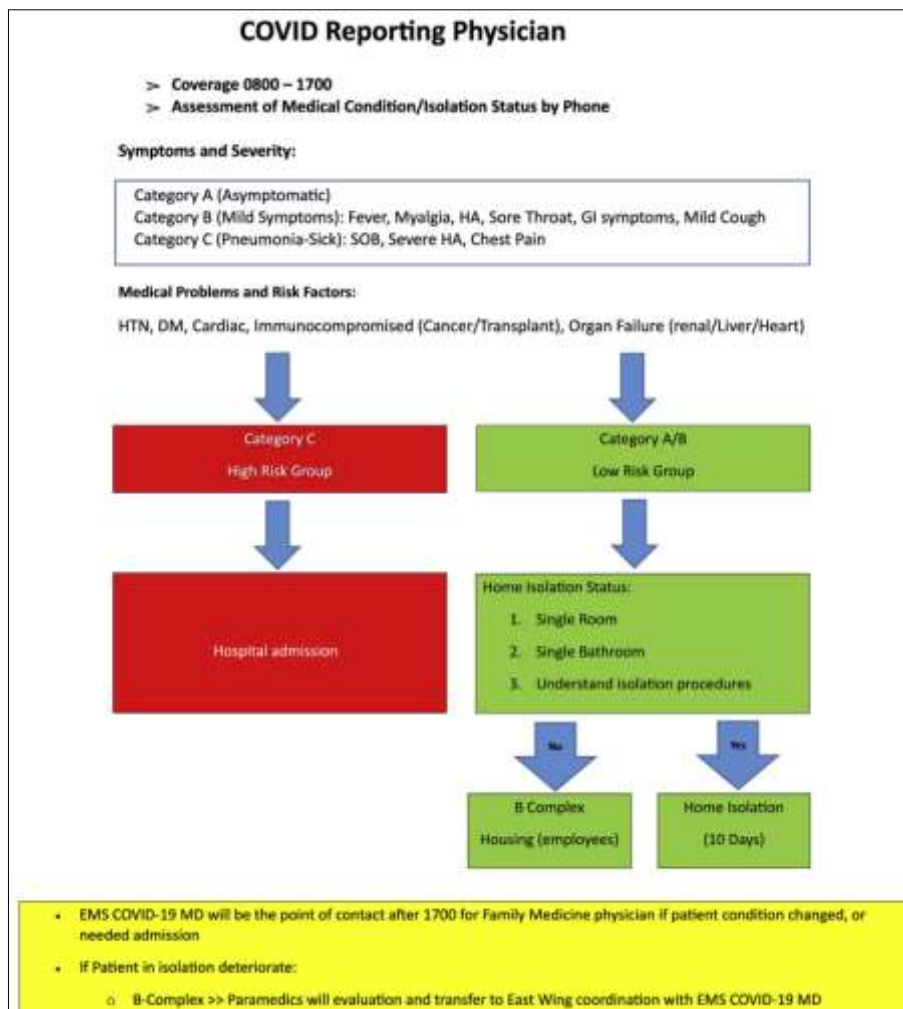 COVID Reporting Physician
➢ Coverage 0800 – 1700
➢ Assessment of Medical Condition/Isolation Status by Phone
Symptoms and Severity:
Category A (Asymptomatic)
Category B (Mild Symptoms): Fever, Myalgia, HA, Sore Throat, GI symptoms, Mild Cough
Category C (Pneumonia-Sick): SOB, Severe HA, Chest Pain
Medical Problems and Risk Factors:
HTN, DM, Cardiac, Immunocompromised (Cancer/Transplant), Organ Failure (renal/Liver/Heart)
Category C
High Risk Group
Category A/B
Low Risk Group
Hospital admission
Home Isolation Status:
1. Single Room
2. Single Bathroom
3. Understand isolation procedures
No
Yes
B Complex
Housing (employees)
Home Isolation
(10 Days)
• EMS COVID-19 MD will be the point of contact after 1700 for Family Medicine physician if patient condition changed, or
needed admission
• If Patient in isolation deteriorate:
o B-Complex >> Paramedics will evaluation and transfer to East Wing coordination with EMS COVID-19 MD